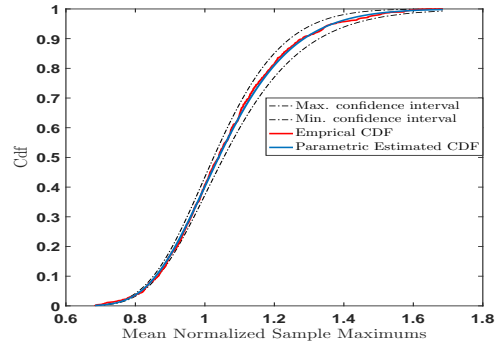 1
0.9
0.8
0.7
0.6
0.5
0.4
0.3
0.2
0.1
0
Cdf
Max. confidence interval
Min. confidence interval
Emprical CDF
Parametric Estimated CDF
0.6 0.8 1 1.2 1.4 1.6 1.8
Mean Normalized Sample Maximums